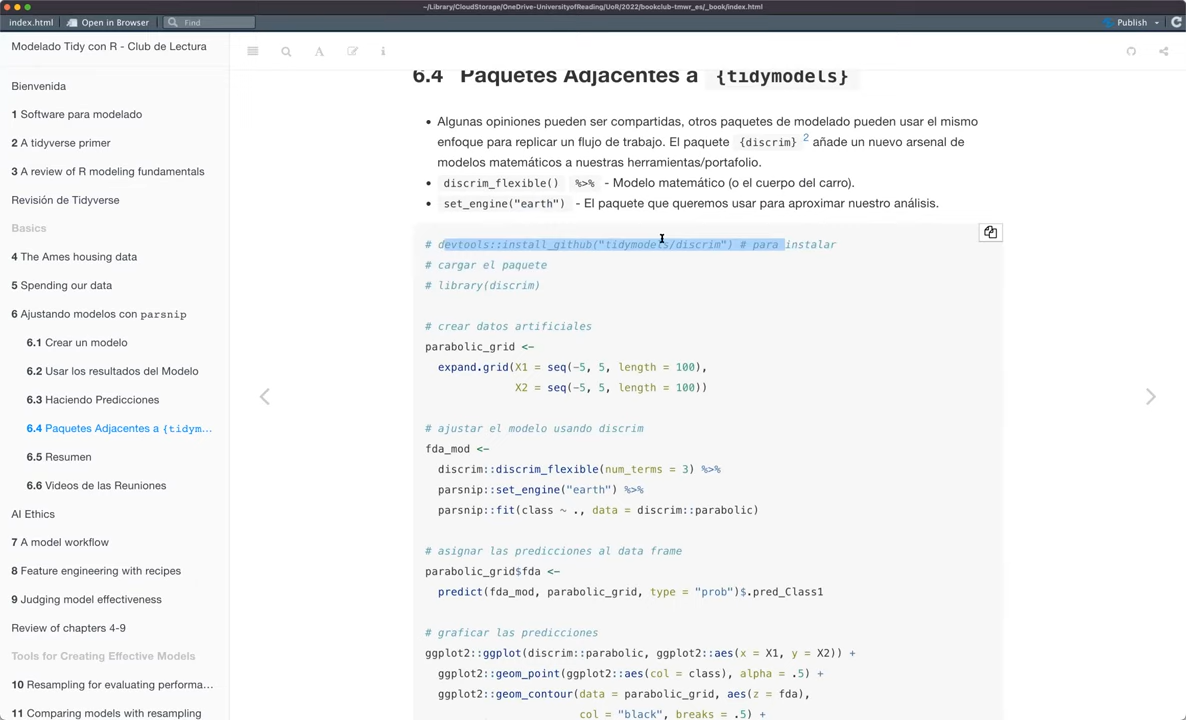 ~/Library/CloudStorage/OneDrive-UniversityofReading/UoR/2022/bookclub-tmwr_es/_book/index.html
index.html
Open in Browser
Find
Publish
Modelado Tidy con R - Club de Lectura
Bienvenida
1 Software para modelado
2 A tidyverse primer
3 A review of R modeling fundamentals
Revisión de Tidyverse
Basics
4 The Ames housing data
5 Spending our data
6 Ajustando modelos con parsnip
6.1 Crear un modelo
6.2 Usar los resultados del Modelo
6.3 Haciendo Predicciones
6.4 Paquetes Adjacentes a {tidym...
6.5 Resumen
6.6 Videos de las Reuniones
AI Ethics
7 A model workflow
8 Feature engineering with recipes
9 Judging model effectiveness
Review of chapters 4-9
Tools for Creating Effective Models
10 Resampling for evaluating performa...
11 Comparing models with resampling
6.4 Paquetes Adjacentes a {tidymodels}
• Algunas opiniones pueden ser compartidas, otros paquetes de modelado pueden usar el mismo
enfoque para replicar un flujo de trabajo. El paquete {discrim} 2 añade un nuevo arsenal de
modelos matemáticos a nuestras herramientas/portafolio.
• discrim_flexible() %>% - Modelo matemático (o el cuerpo del carro).
• set_engine("earth") - El paquete que queremos usar para aproximar nuestro análisis.
# devtools::install_github("tidymodels/discrim") # para instalar
# cargar el paquete
# library(discrim)
# crear datos artificiales
parabolic_grid <-
expand.grid(X1 = seq(-5, 5, length = 100),
X2 = seq(-5, 5, length = 100))
# ajustar el modelo usando discrim
fda_mod <-
discrim::discrim_flexible(num_terms = 3) %>%
parsnip::set_engine("earth") %>%
parsnip::fit(class ~ ., data = discrim::parabolic)
# asignar las predicciones al data frame
parabolic_grid$fda <-
predict(fda_mod, parabolic_grid, type = "prob")$.pred_Class1
# graficar las predicciones
ggplot2::ggplot(discrim::parabolic, ggplot2::aes(x = X1, y = X2)) +
ggplot2::geom_point(ggplot2::aes(col = class), alpha = .5) +
ggplot2::geom_contour(data = parabolic_grid, aes(z = fda),
col = "black", breaks = .5) +